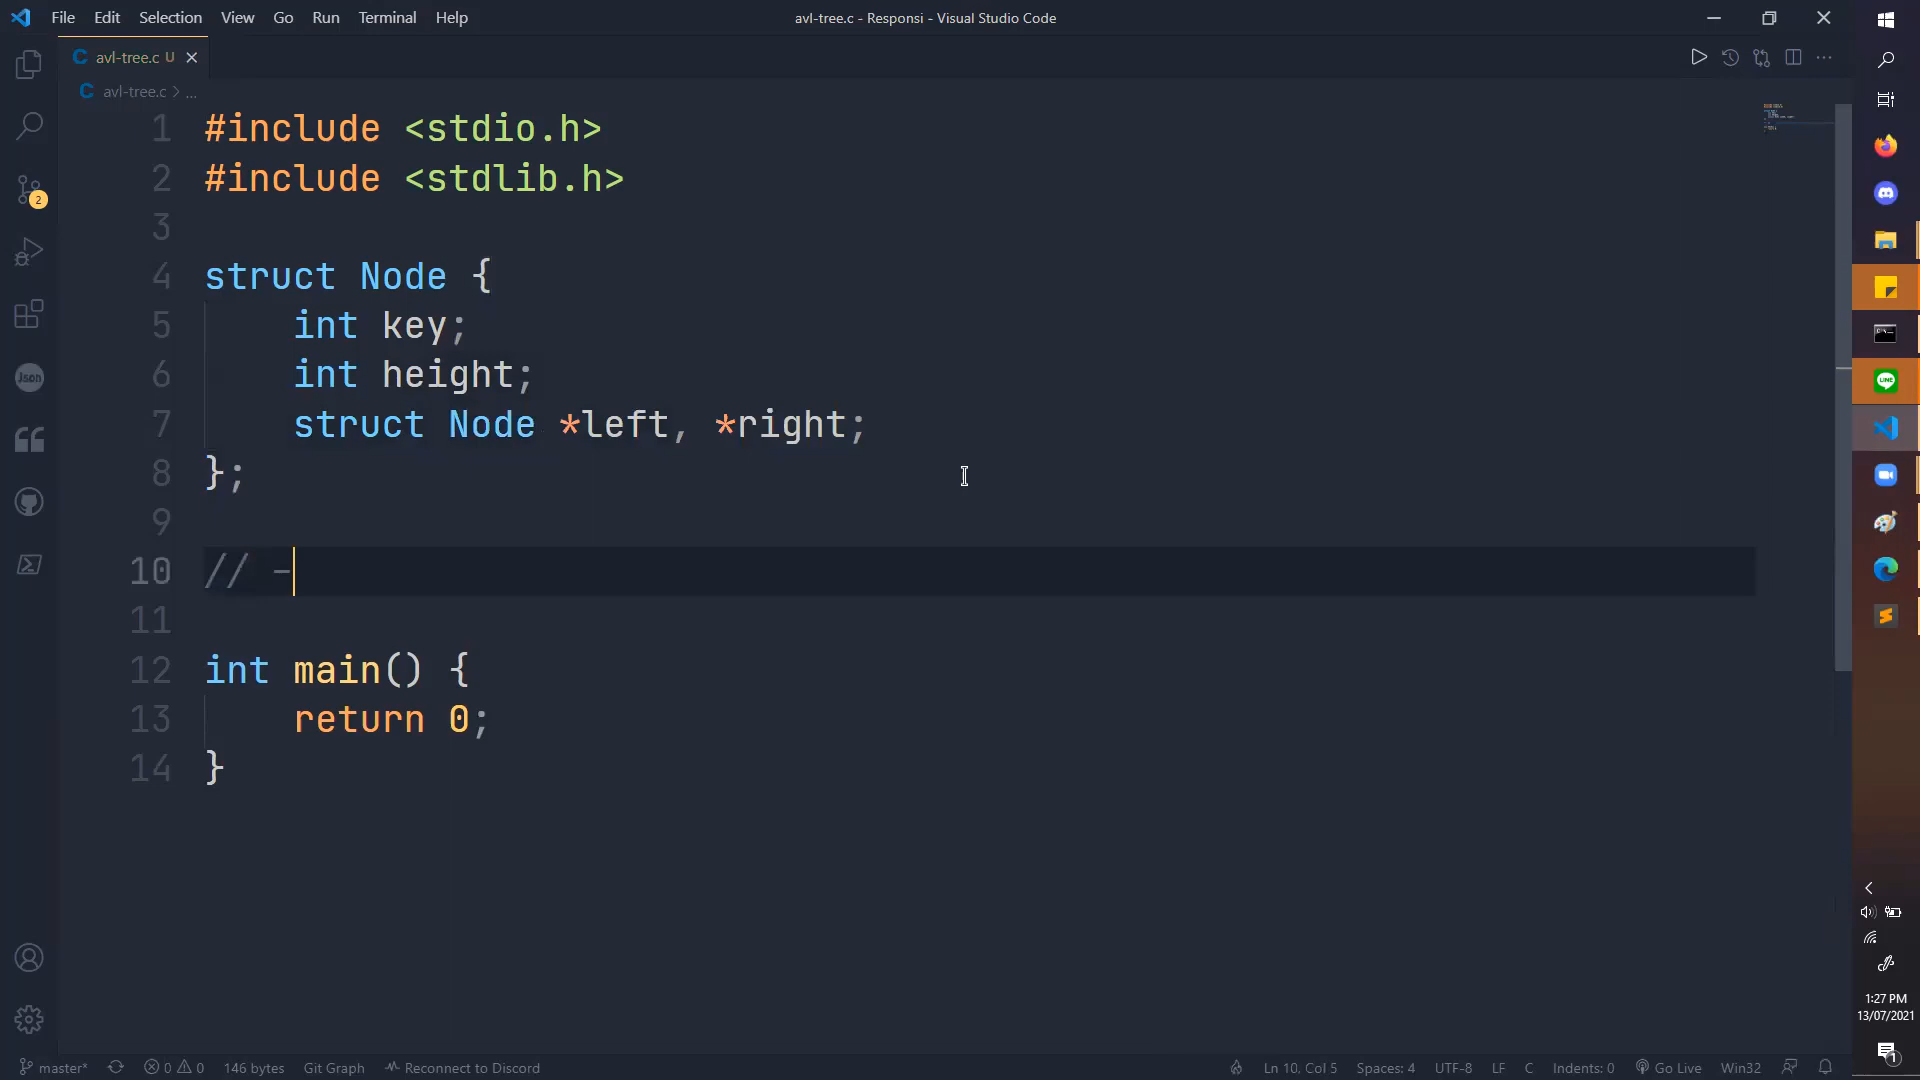 File Edit Selection View Go Run Terminal Help
avl-tree.c - Responsi - Visual Studio Code
C avl-tree.c U
C avl-tree.c > ...
1 #include <stdio.h>
2 #include <stdlib.h>
3
4 struct Node {
5     int key;
6     int height;
7     struct Node *left, *right;
8 };
9
10 // -
11
12 int main() {
13     return 0;
14 }
2
Json
LINE
1:27 PM
13/07/2021
1
master* 0 0 146 bytes Git Graph Reconnect to Discord Ln 10, Col 5 Spaces: 4 UTF-8 LF C Indents: 0 Go Live Win32